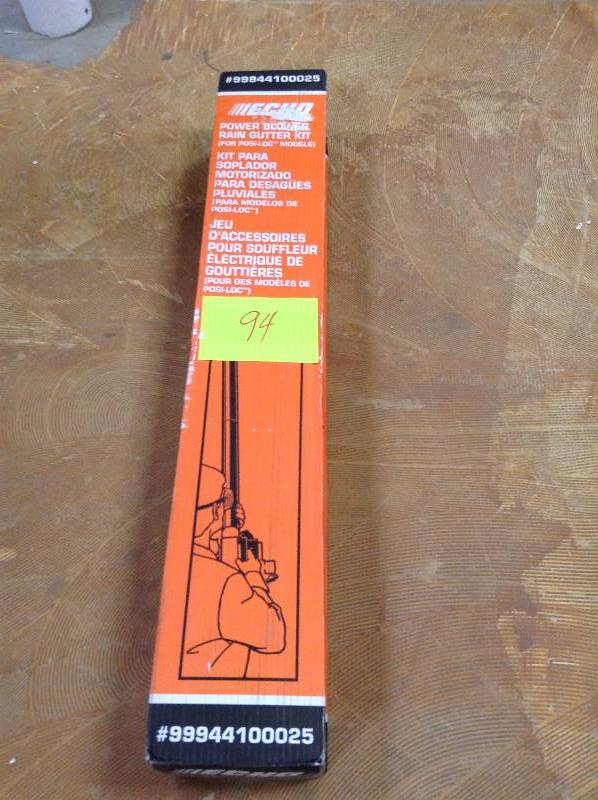 #99944100025
ECHO
POWER BLOWER
RAIN GUTTER KIT
(FOR POSI-LOC™ MODELS)
KIT PARA
SOPLADOR
MOTORIZADO
PARA DESAGÜES
PLUVIALES
(PARA MODELOS DE
POSI-LOC™)
JEU
D'ACCESSOIRES
POUR SOUFFLEUR
ÉLECTRIQUE DE
GOUTTIÈRES
(POUR DES MODÈLES DE
POSI-LOC™)
94
#99944100025
ECHO